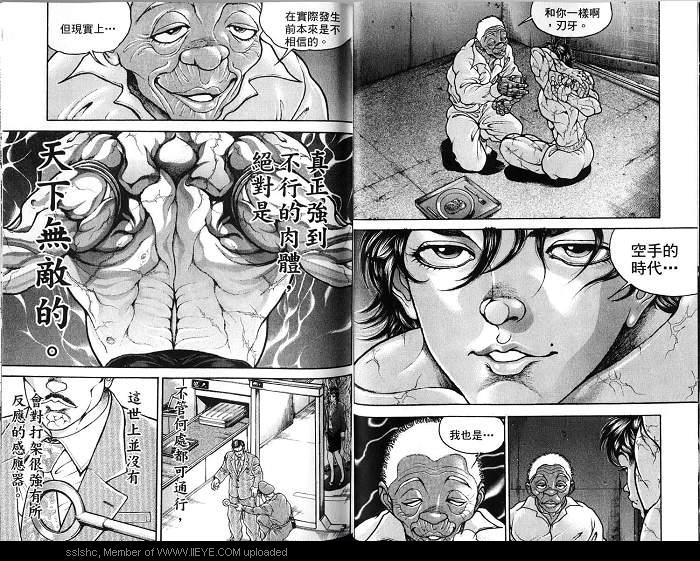 和你一樣啊
，刃牙。
空手的
時代…
我也是…
在實際發生
前本來是不
相信的。
但現實上…
真正強到
不行的肉體，
絕對是
天下無敵的。
不管何處都可通行，
這世上並沒有
會對打架很強有所
反應的感應器。
sslshc, Member of WWW.IIEYE.COM uploaded